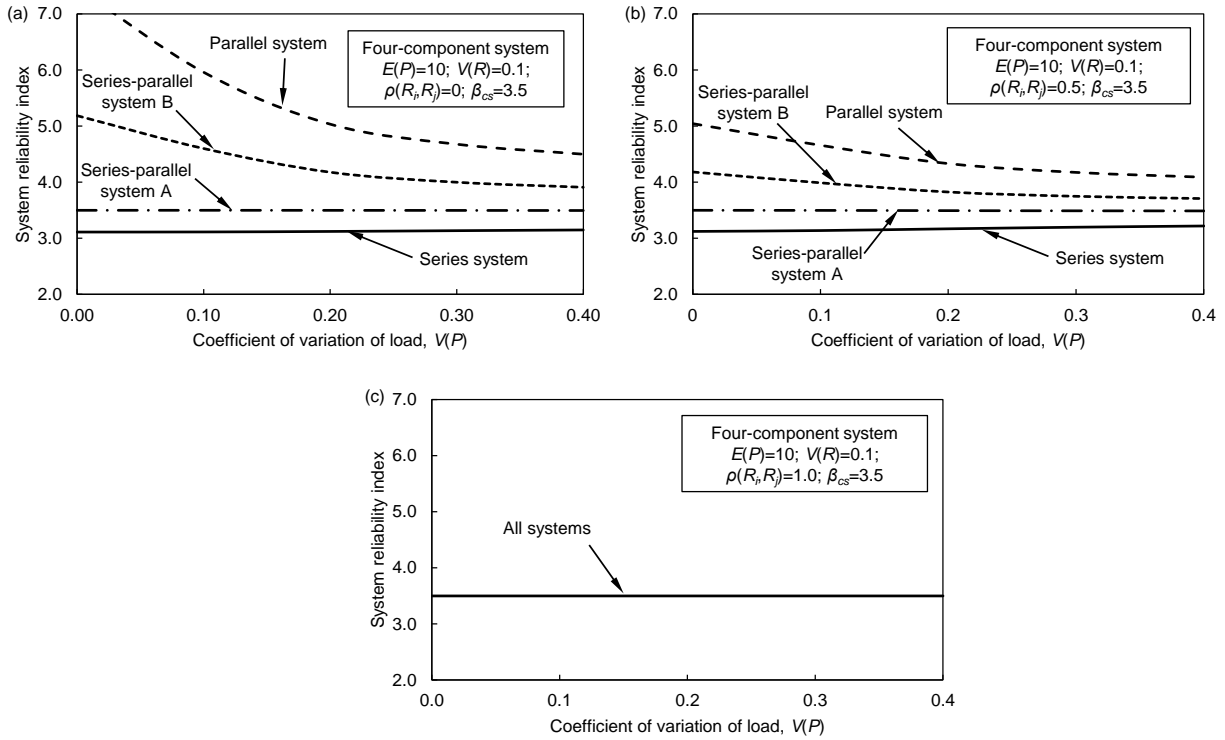 (a)
7.0
6.0
5.0
4.0
3.0
2.0
0.00
0.10
0.20
0.30
0.40
System reliability index
Coefficient of variation of load, V(P)
Parallel system
Series-parallel
system B
Series-parallel
system A
Series system
Four-component system
E(P)=10; V(R)=0.1;
ρ(Ri,Rj)=0; βcs=3.5
(b)
7.0
6.0
5.0
4.0
3.0
2.0
0
0.1
0.2
0.3
0.4
System reliability index
Coefficient of variation of load, V(P)
Series-parallel
system B
Parallel system
Series-parallel
system A
Series system
Four-component system
E(P)=10; V(R)=0.1;
ρ(Ri,Rj)=0.5; βcs=3.5
(c)
7.0
6.0
5.0
4.0
3.0
2.0
0.0
0.1
0.2
0.3
0.4
System reliability index
Coefficient of variation of load, V(P)
All systems
Four-component system
E(P)=10; V(R)=0.1;
ρ(Ri,Rj)=1.0; βcs=3.5